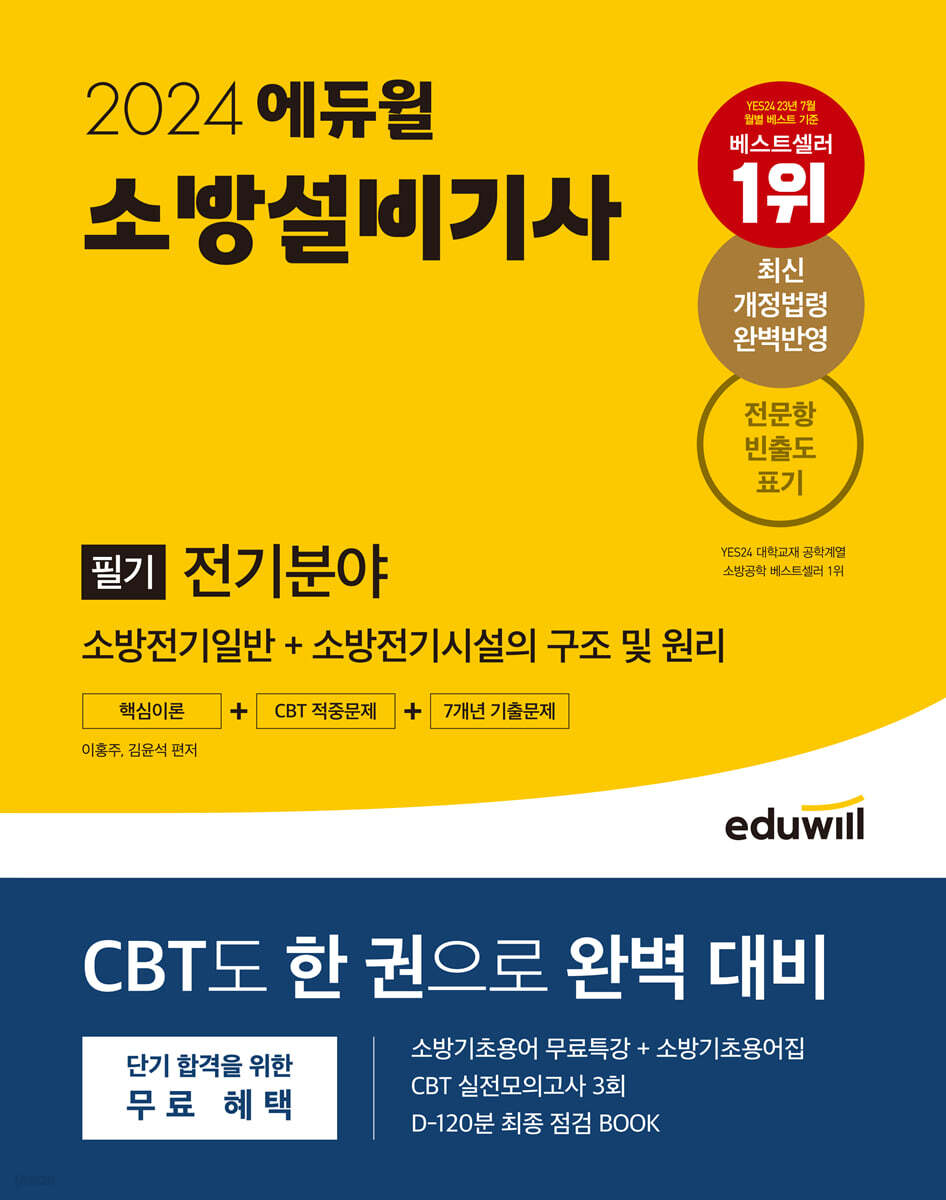 2024 에듀윌
소방설비기사
YES24 23년 7월
월별 베스트 기준
베스트셀러
1위
최신
개정법령
완벽반영
전문항
빈출도
표기
YES24 대학교재 공학계열
소방공학 베스트셀러 1위
필기 전기분야
소방전기일반 + 소방전기시설의 구조 및 원리
핵심이론 + CBT 적중문제 + 7개년 기출문제
이홍주, 김윤석 편저
eduwill
CBT도 한 권으로 완벽 대비
단기 합격을 위한
무료 혜택
소방기초용어 무료특강 + 소방기초용어집
CBT 실전모의고사 3회
D-120분 최종 점검 BOOK